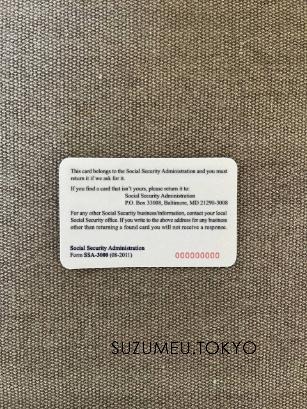 This card belongs to the Social Security Administration and you must
return it if we ask for it.
If you find a card that isn't yours, please return it to:
Social Security Administration
P.O. Box 33008, Baltimore, MD 21290-3008
For any other Social Security business/information, contact your local
Social Security office. If you write to the above address for any business
other than returning a found card you will not receive a response.
Social Security Administration
Form SSA-3000 (08-2011)
000000000
SUZUMEU.TOKYO